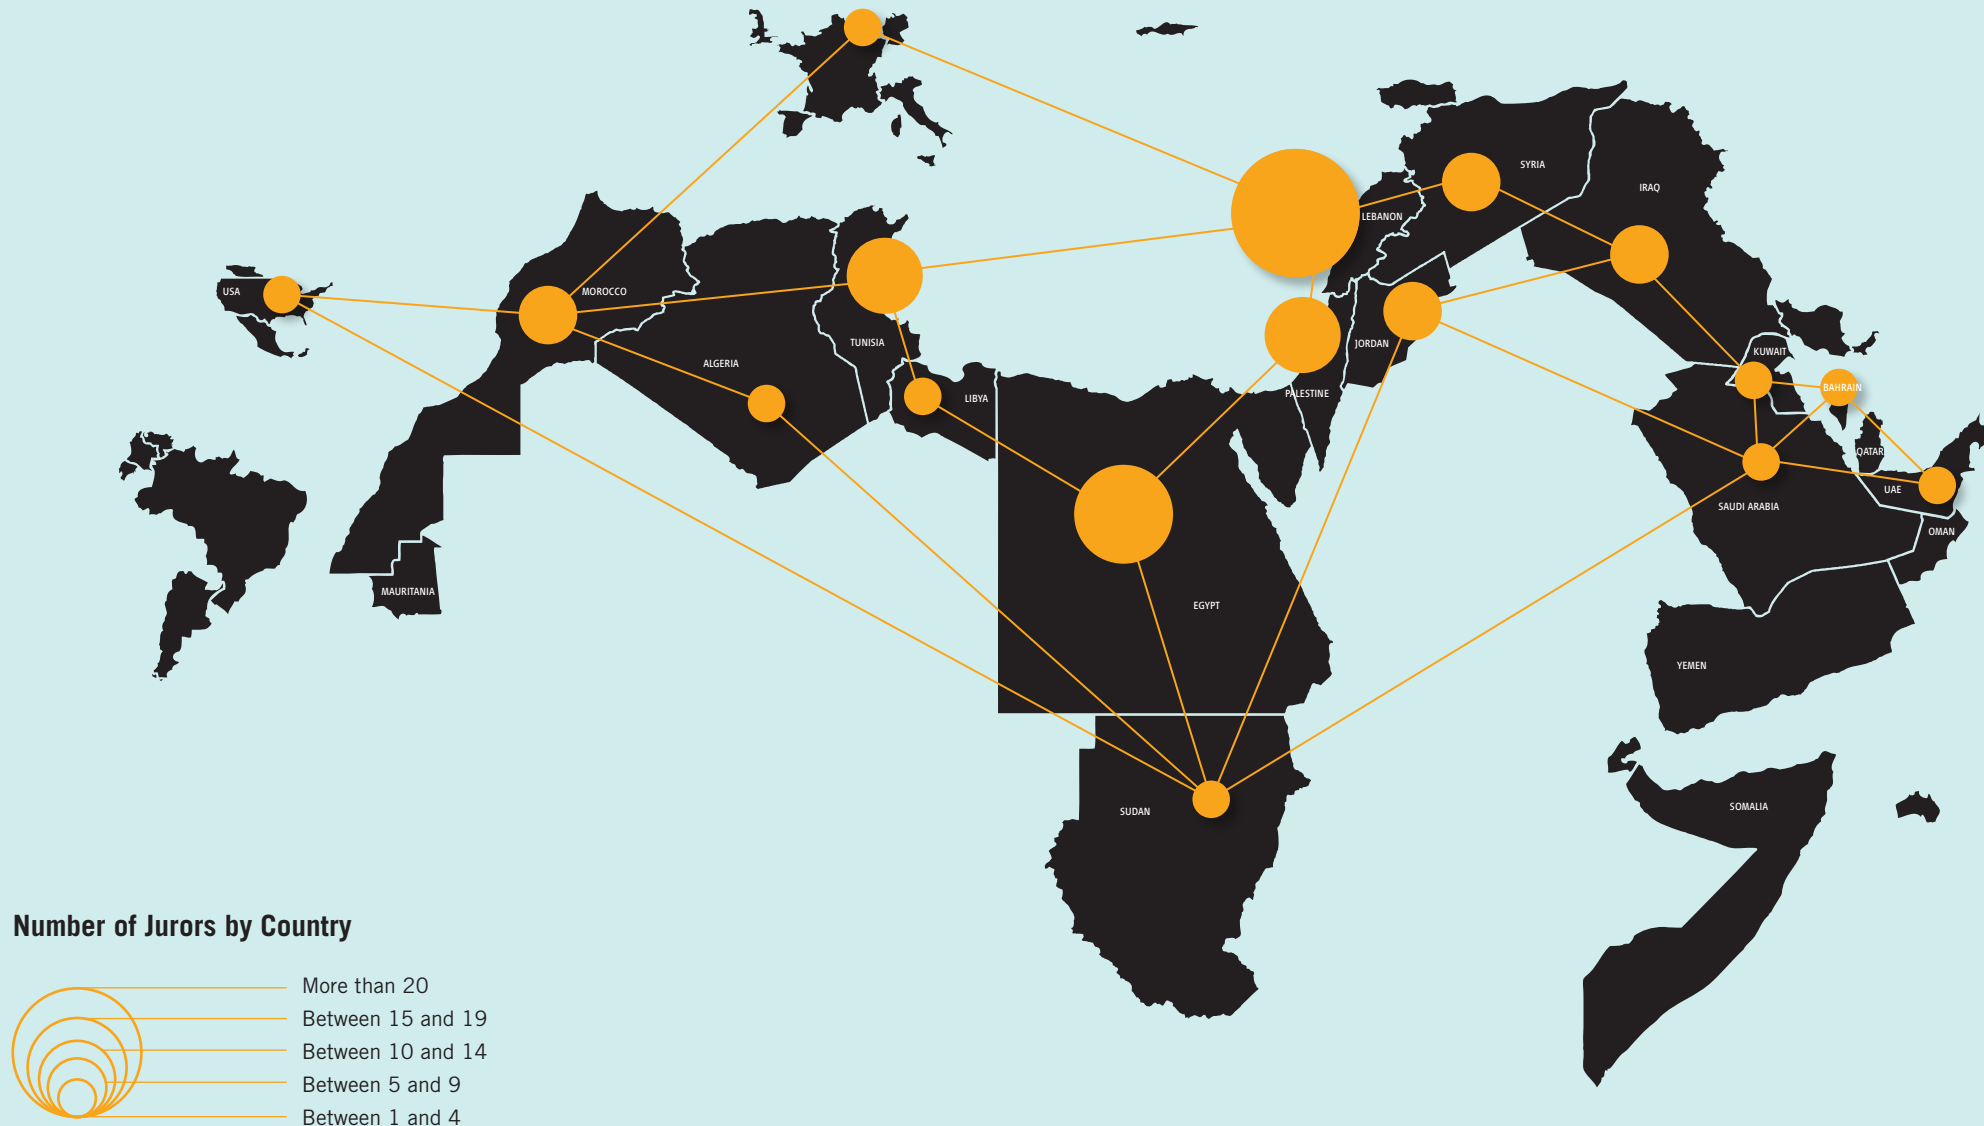 SYRIA
IRAQ
LEBANON
USA
MOROCCO
TUNISIA
JORDAN
KUWAIT
ALGERIA
BAHRAIN
PALESTINE
LIBYA
QATAR
UAE
SAUDI ARABIA
OMAN
MAURITANIA
EGYPT
YEMEN
SUDAN
SOMALIA
Number of Jurors by Country
More than 20
Between 15 and 19
Between 10 and 14
Between 5 and 9
Between 1 and 4